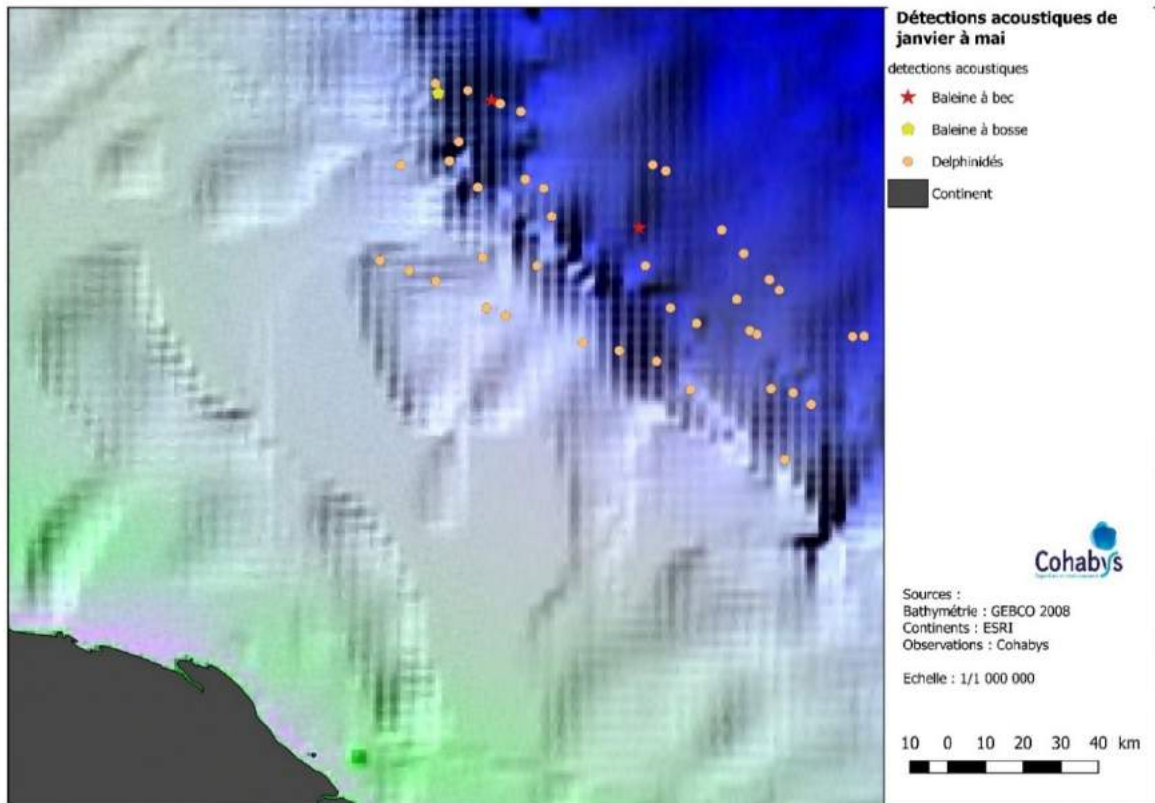 Détections acoustiques de
janvier à mai
detections acoustiques
Baleine à bec
Baleine à bosse
Delphinidés
Continent
Cohabys
Sources :
Bathymétrie : GEBCO 2008
Continents : ESRI
Observations : Cohabys
Echelle : 1/1 000 000
10 0 10 20 30 40 km